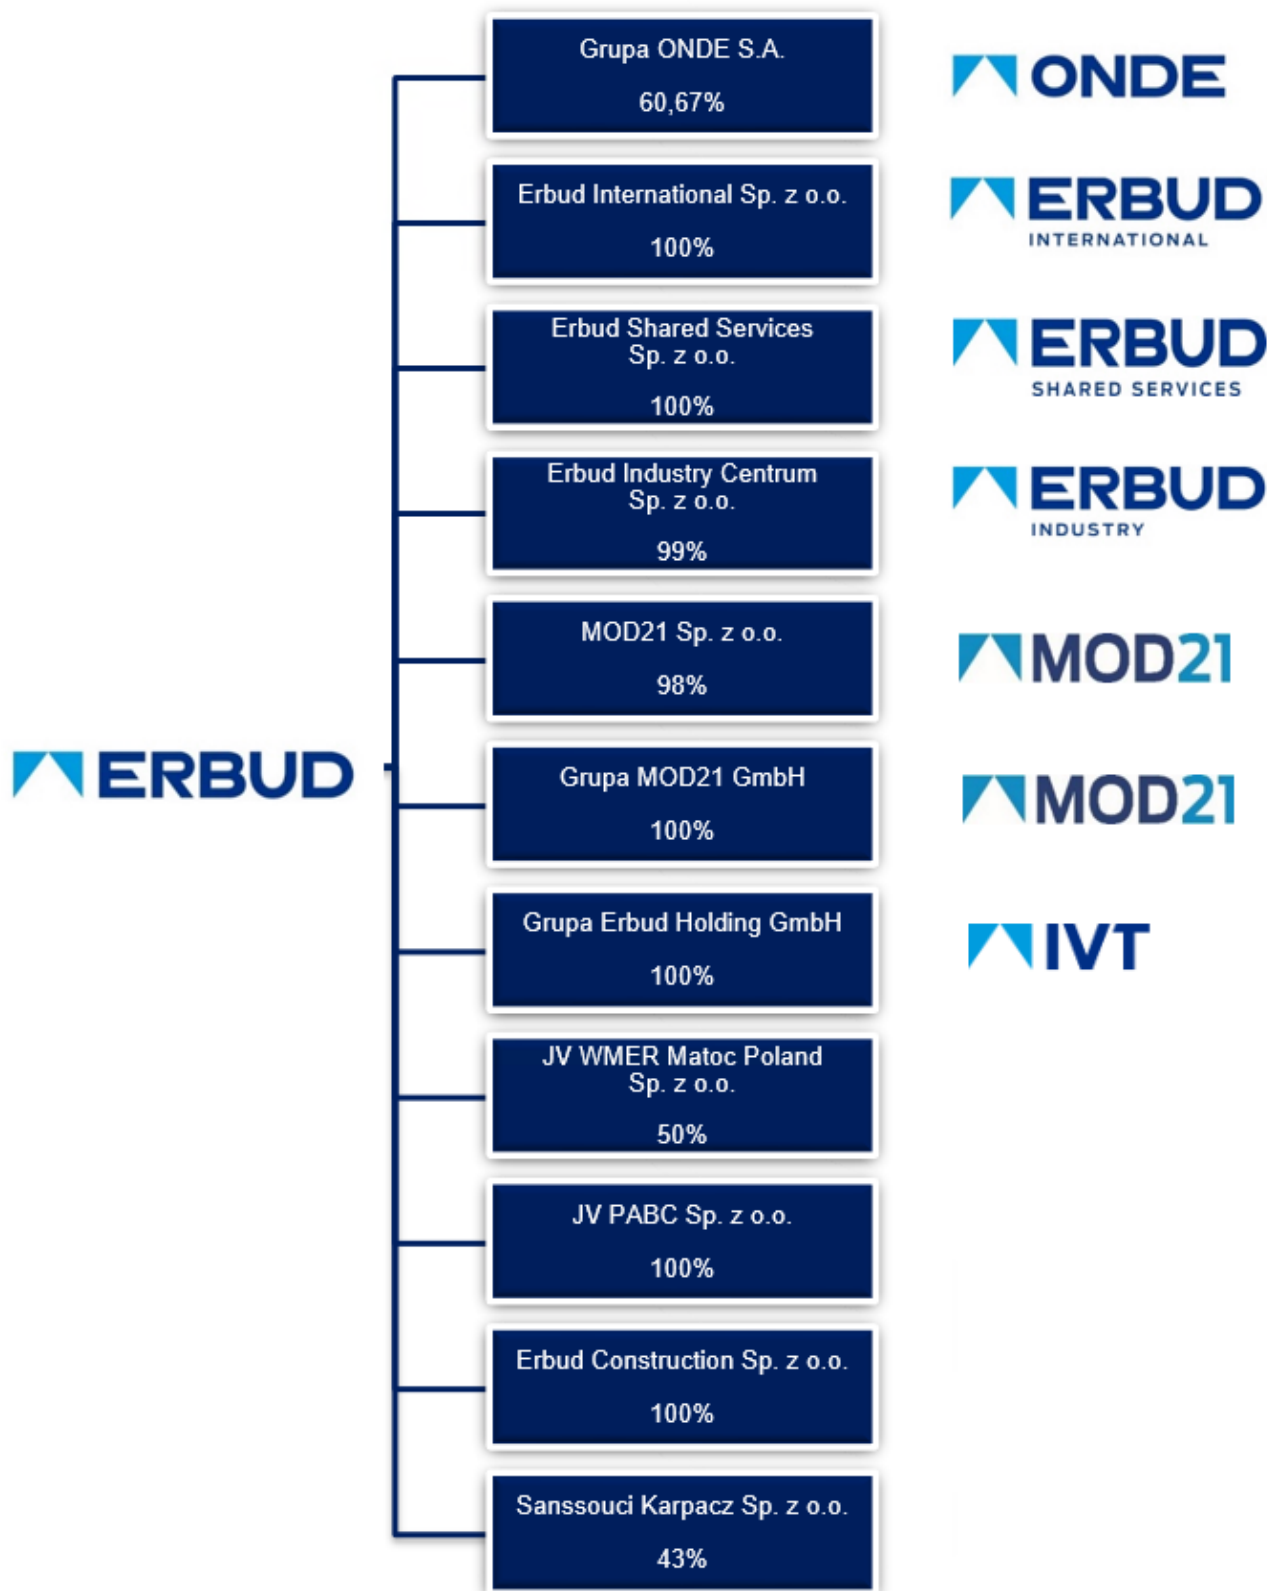 Grupa ONDE S.A.
60,67%
ONDE
Erbud International Sp. z o.o.
100%
ERBUD
INTERNATIONAL
Erbud Shared Services
Sp. z o.o.
100%
ERBUD
SHARED SERVICES
Erbud Industry Centrum
Sp. z o.o.
99%
ERBUD
INDUSTRY
MOD21 Sp. z o.o.
98%
MOD21
ERBUD
Grupa MOD21 GmbH
100%
MOD21
Grupa Erbud Holding GmbH
100%
IVT
JV WMER Matoc Poland
Sp. z o.o.
50%
JV PABC Sp. z o.o.
100%
Erbud Construction Sp. z o.o.
100%
Sanssouci Karpacz Sp. z o.o.
43%